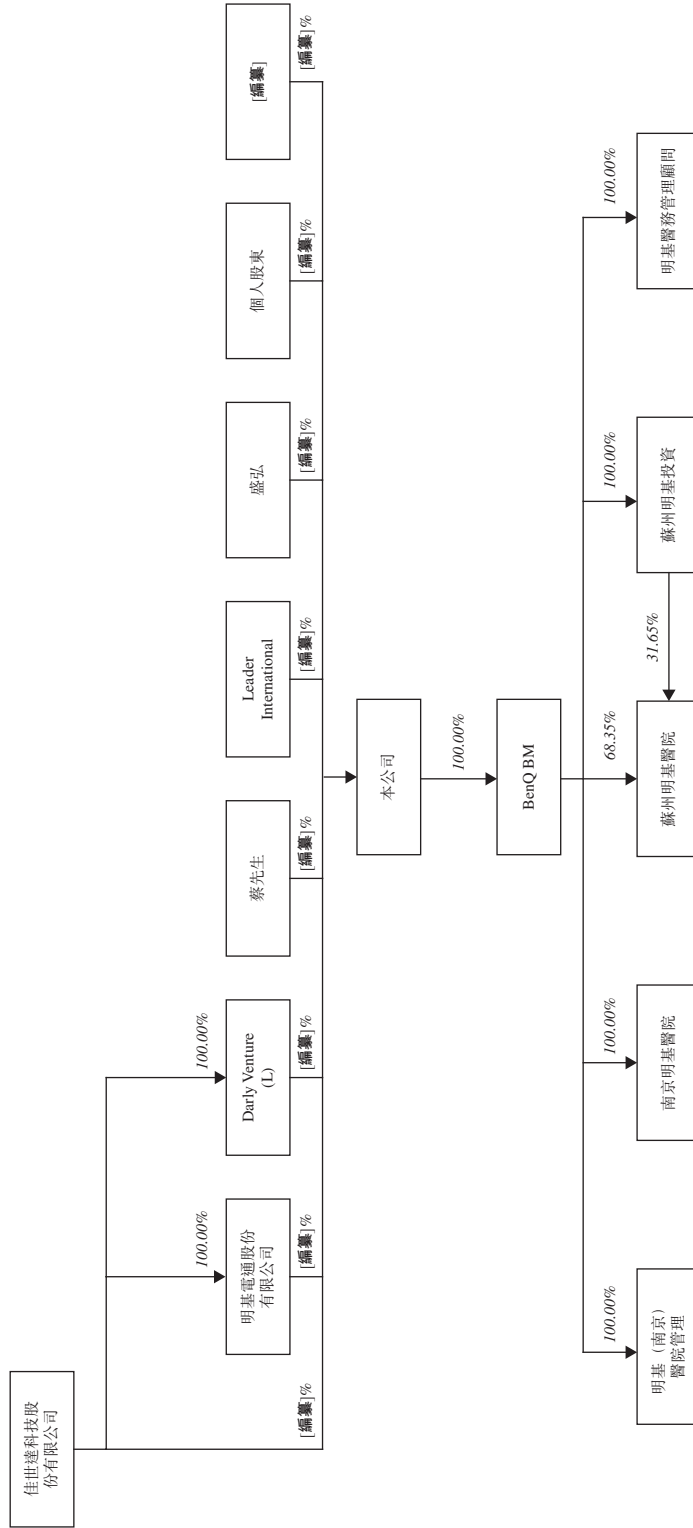 佳世達科技股
份有限公司
100.00%
100.00%
明基電通股份
有限公司
Darly Venture
(L)
蔡先生
Leader
International
盛弘
個人股東
[編纂]
[編纂]%
[編纂]%
[編纂]%
[編纂]%
[編纂]%
[編纂]%
[編纂]%
[編纂]%
本公司
100.00%
BenQ BM
100.00%
100.00%
68.35%
100.00%
100.00%
31.65%
明基（南京）
醫院管理
南京明基醫院
蘇州明基醫院
蘇州明基投資
明基醫務管理顧問